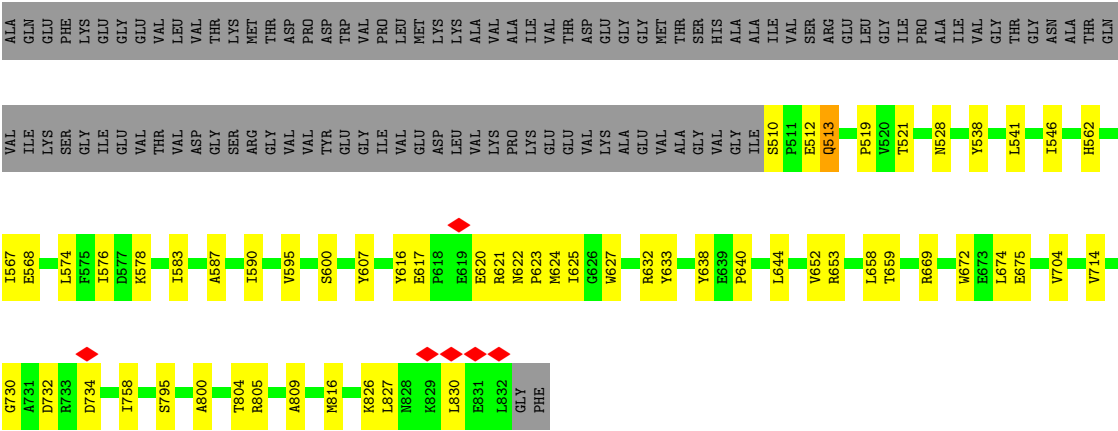 ALA GLN GLU PHE LYS GLU GLY GLU VAL LEU VAL THR LYS MET THR ASP PRO ASP TRP VAL PRO LEU MET LYS LYS ALA VAL ALA ILE VAL THR ASP GLU GLY GLY MET THR SER HIS ALA ALA ILE VAL SER ARG GLU LEU GLY ILE PRO ALA ILE VAL GLY THR GLY ASN ALA THR GLN
VAL ILE LYS SER GLY ILE GLU VAL THR VAL ASP GLY SER ARG GLY VAL VAL TYR GLU GLY ILE VAL GLU ASP LEU VAL LYS PRO LYS GLU GLU VAL LYS ALA GLU VAL ALA GLY VAL GLY ILE S510 P511 E512 Q513 P519 V520 T521 N528 Y538 L541 I546 H562
I567 E568 L574 F575 I576 D577 K578 I583 A587 I590 V595 S600 Y607 Y616 E617 P618 E619 E620 R621 N622 P623 M624 I625 G626 W627 R632 Y633 Y638 E639 P640 L644 V652 R653 L658 T659 R669 W672 E673 L674 E675 V704 V714
G730 A731 D732 R733 D734 I758 S795 A800 T804 R805 A809 M816 K826 L827 N828 K829 L830 E831 L832 GLY PHE